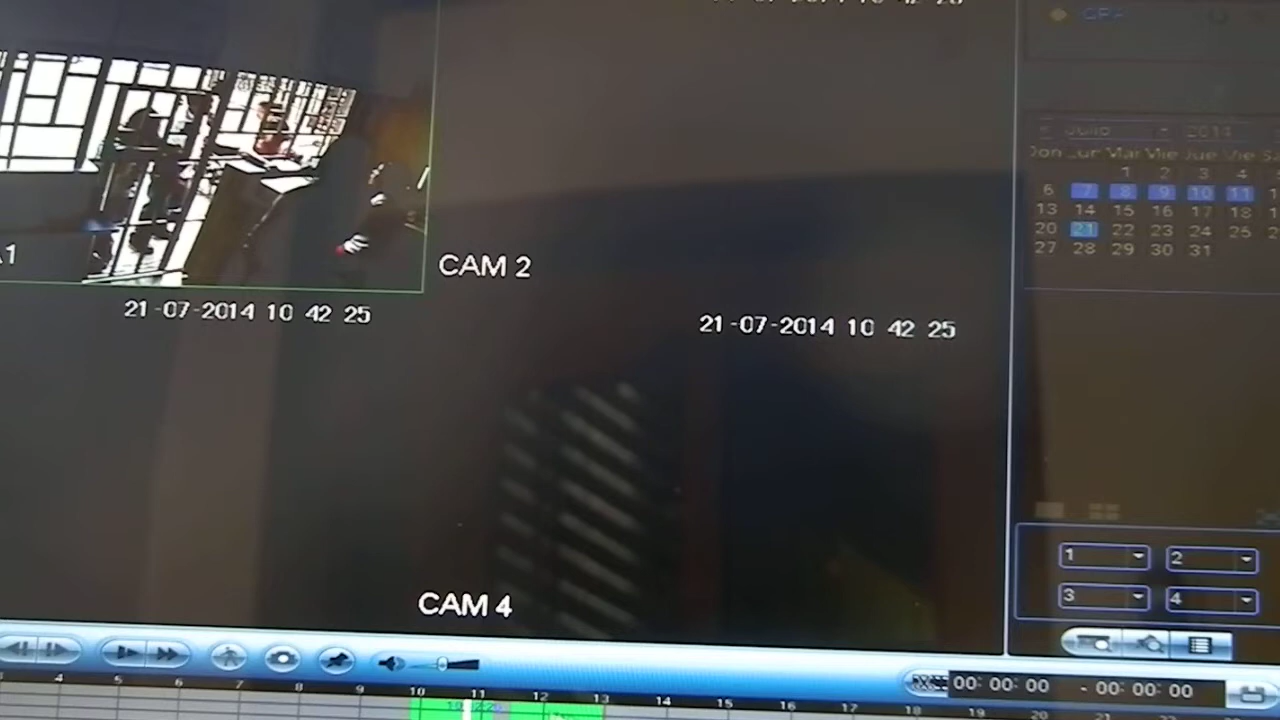 CAM 2
21-07-2014 10 42 25
21-07-2014 10 42 25
CAM 4
Julio 2014
Dom Lun Mar Mie Jue Vie
1 2 3 4
6 7 8 9 10 11
13 14 15 16 17 18
20 21 22 23 24 25
27 28 29 30 31
1 2
3 4
00:00:00 - 00:00:00
4 5 6 7 8 9 10 11 12 13 14 15 16 17 18 19 20 21 22